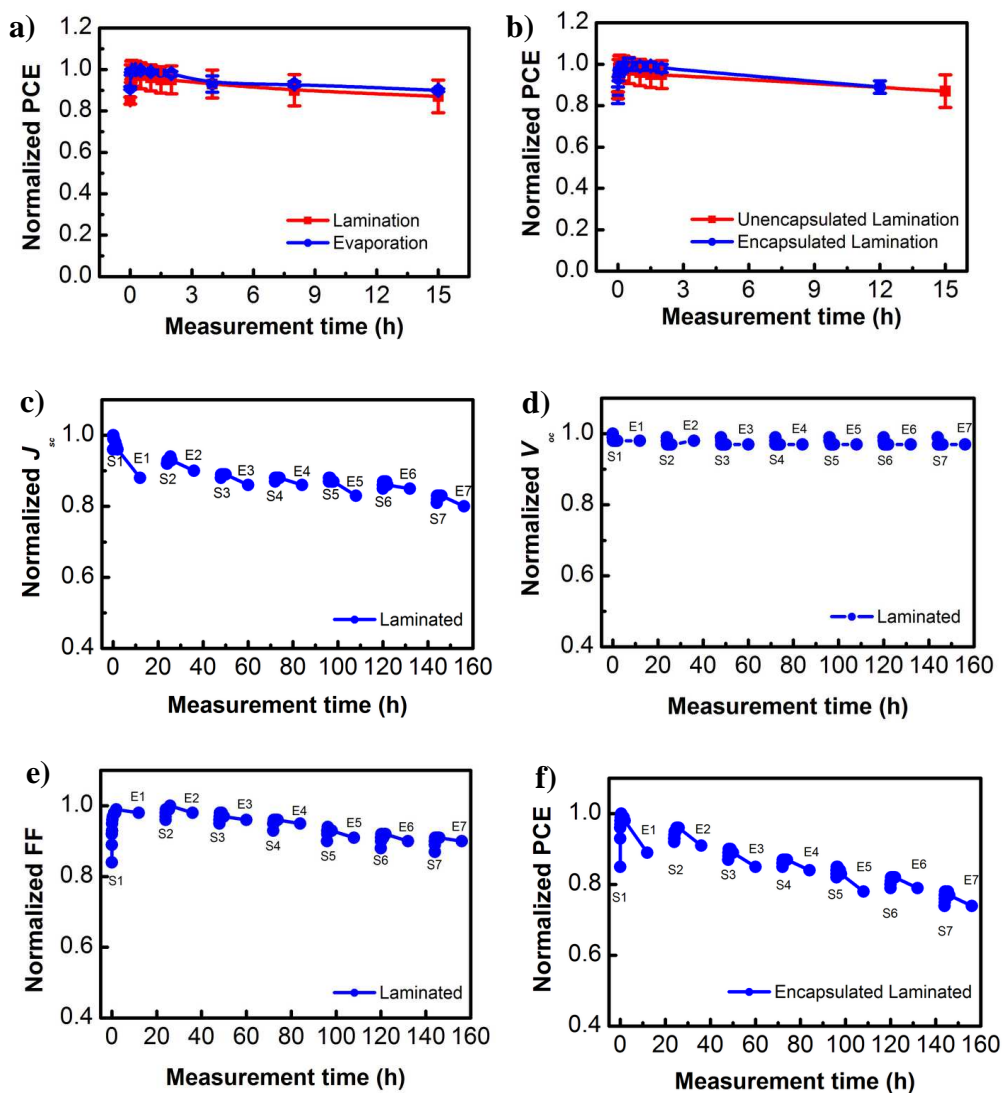 a)
Normalized PCE
1.2
1.0
0.8
0.6
0.4
0.2
0.0
Lamination
Evaporation
0 3 6 9 12 15
Measurement time (h)
b)
Normalized PCE
1.2
1.0
0.8
0.6
0.4
0.2
0.0
Unencapsulated Lamination
Encapsulated Lamination
0 3 6 9 12 15
Measurement time (h)
c)
Normalized J sc
1.0
0.8
0.6
0.4
S1 E1 S2 E2 S3 E3 S4 E4 S5 E5 S6 E6 S7 E7
Laminated
0 20 40 60 80 100 120 140 160
Measurement time (h)
d)
Normalized V oc
1.0
0.8
0.6
0.4
S1 E1 S2 E2 S3 E3 S4 E4 S5 E5 S6 E6 S7 E7
Laminated
0 20 40 60 80 100 120 140 160
Measurement time (h)
e)
Normalized FF
1.0
0.8
0.6
0.4
S1 E1 S2 E2 S3 E3 S4 E4 S5 E5 S6 E6 S7 E7
Laminated
0 20 40 60 80 100 120 140 160
Measurement time (h)
f)
Normalized PCE
1.0
0.8
0.6
0.4
S1 E1 S2 E2 S3 E3 S4 E4 S5 E5 S6 E6 S7 E7
Encapsulated Laminated
0 20 40 60 80 100 120 140 160
Measurement time (h)